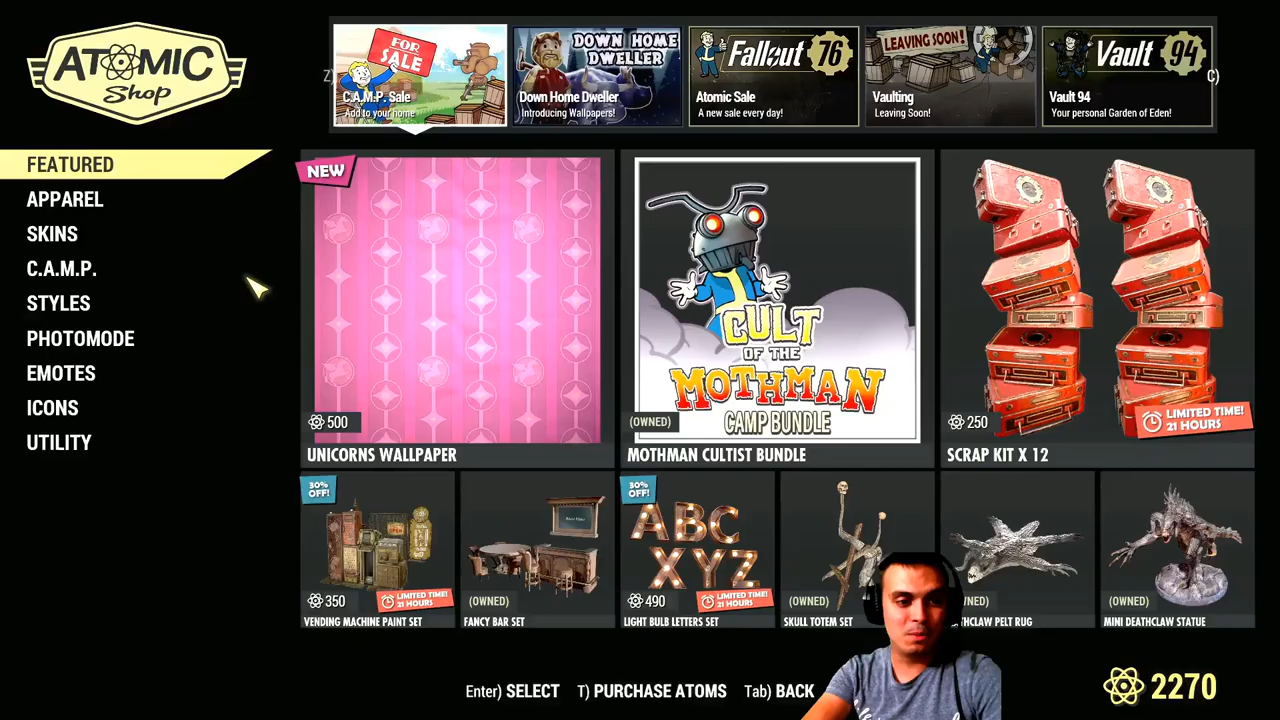 ATOMIC
Shop
Z)
FOR
SALE
C.A.M.P. Sale
Add to your home
DOWN HOME
DWELLER
Down Home Dweller
Introducing Wallpapers!
Fallout 76
Atomic Sale
A new sale every day!
LEAVING SOON!
Vaulting
Leaving Soon!
Vault 94
Vault 94
Your personal Garden of Eden!
C)
FEATURED
APPAREL
SKINS
C.A.M.P.
STYLES
PHOTOMODE
EMOTES
ICONS
UTILITY
NEW
500
UNICORNS WALLPAPER
CULT
OF THE
MOTHMAN
CAMP BUNDLE
(OWNED)
MOTHMAN CULTIST BUNDLE
250
LIMITED TIME!
21 HOURS
SCRAP KIT X 12
30%
OFF!
350
LIMITED TIME!
21 HOURS
VENDING MACHINE PAINT SET
(OWNED)
FANCY BAR SET
30%
OFF!
ABC
XYZ
490
LIMITED TIME!
21 HOURS
LIGHT BULB LETTERS SET
(OWNED)
SKULL TOTEM SET
PELT RUG
(OWNED)
MINI DEATHCLAW STATUE
Enter) SELECT
T) PURCHASE ATOMS
Tab) BACK
2270